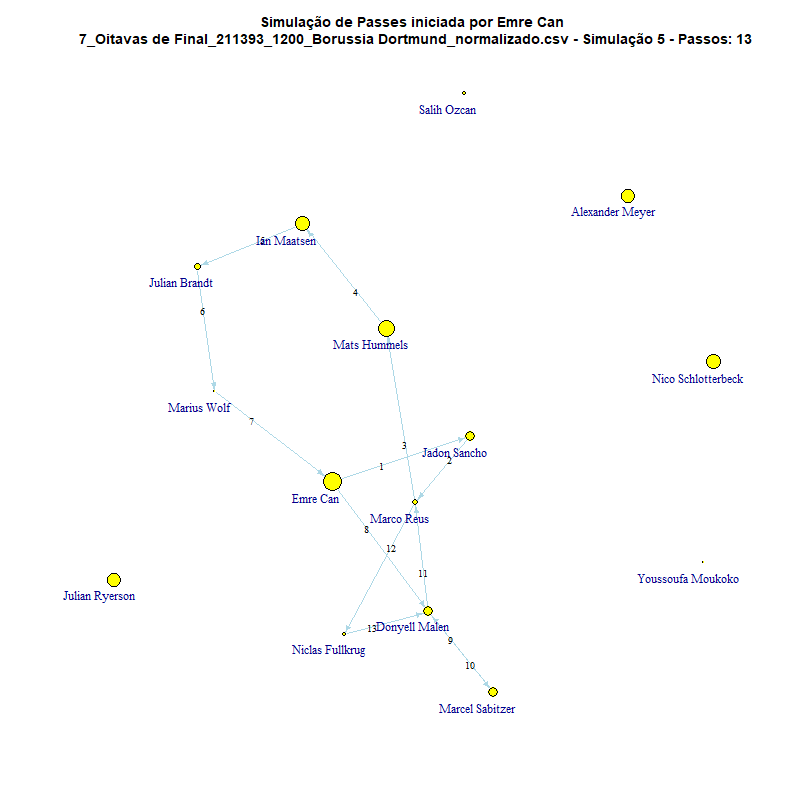 Simulação de Passes iniciada por Emre Can
7_Oitavas de Final_211393_1200_Borussia Dortmund_normalizado.csv - Simulação 5 - Passos: 13
Salih Ozcan
Alexander Meyer
5
Ian Maatsen
Julian Brandt
4
6
Mats Hummels
Nico Schlotterbeck
Marius Wolf
7
3
Jadon Sancho
2
1
Emre Can
Marco Reus
8
12
11
Youssoufa Moukoko
Julian Ryerson
13
Donyell Malen
9
Niclas Fullkrug
10
Marcel Sabitzer